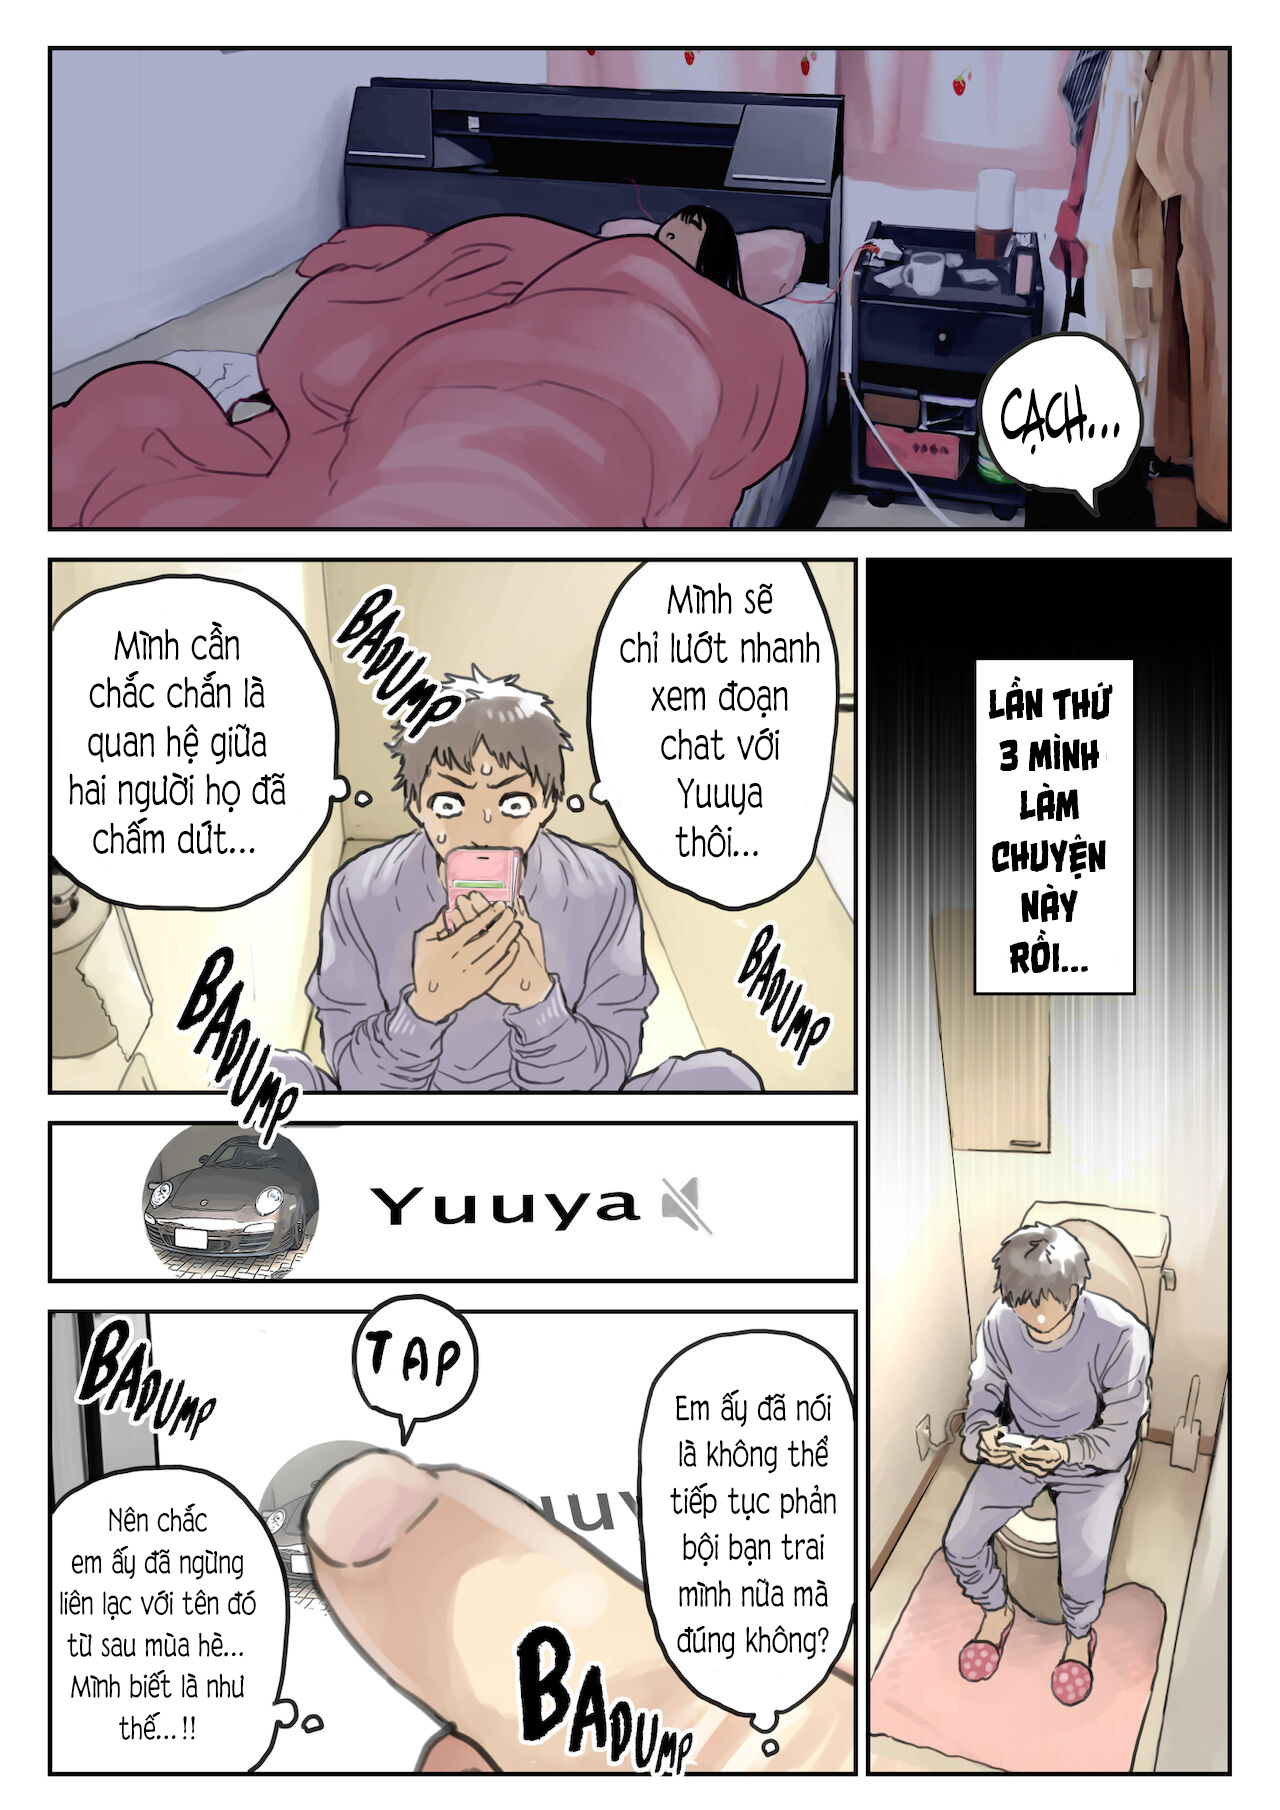 CẠCH...
LẦN THỨ
3 MÌNH
LÀM
CHUYỆN
NÀY
RỒI...
Mình sẽ
chỉ lướt nhanh
xem đoạn
chat với
Yuuya
thôi...
BADUMP
Mình cần
chắc chắn là
quan hệ giữa
hai người họ đã
chấm dứt...
BADUMP
BADUMP
Yuuya
TAP
BADUMP
Em ấy đã nói
là không thể
tiếp tục phản
bội bạn trai
mình nữa mà
đúng không?
uuy
Nên chắc
em ấy đã ngừng
liên lạc với tên đó
từ sau mùa hè...
Mình biết là như
thế...!!
BADUMP